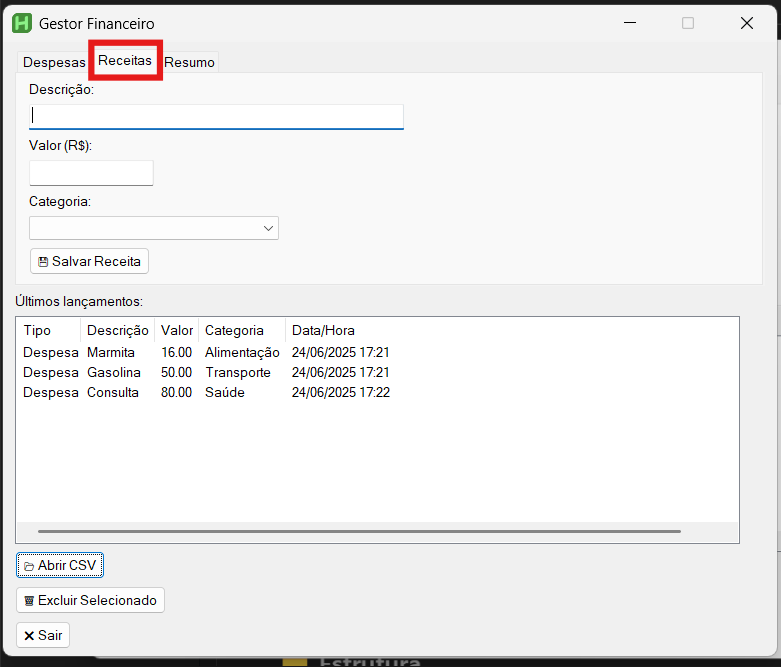 H Gestor Financeiro
Despesas Receitas Resumo
Descrição:
Valor (R$):
Categoria:
Salvar Receita
Últimos lançamentos:
Tipo Descrição Valor Categoria Data/Hora
Despesa Marmita 16.00 Alimentação 24/06/2025 17:21
Despesa Gasolina 50.00 Transporte 24/06/2025 17:21
Despesa Consulta 80.00 Saúde 24/06/2025 17:22
Abrir CSV
Excluir Selecionado
Sair
Estrutura